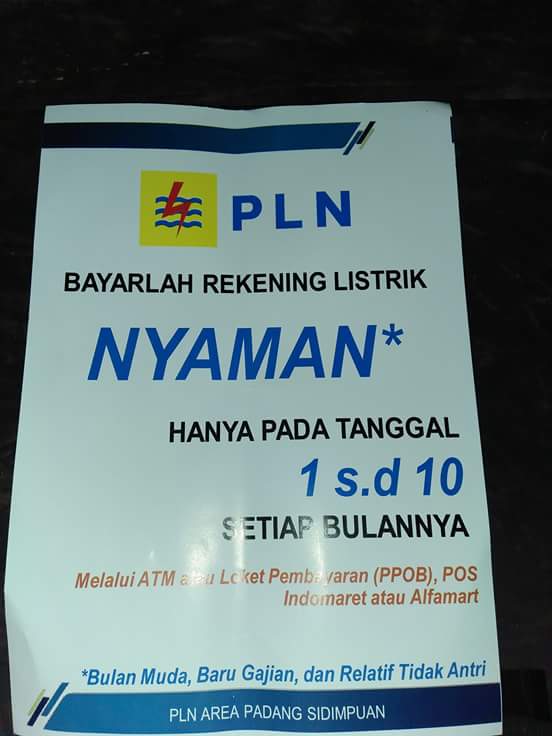 PLN
BAYARLAH REKENING LISTRIK
NYAMAN*
HANYA PADA TANGGAL
1 s.d 10
SETIAP BULANNYA
Melalui ATM atau Loket Pembayaran (PPOB), POS
Indomaret atau Alfamart
*Bulan Muda, Baru Gajian, dan Relatif Tidak Antri
PLN AREA PADANG SIDIMPUAN